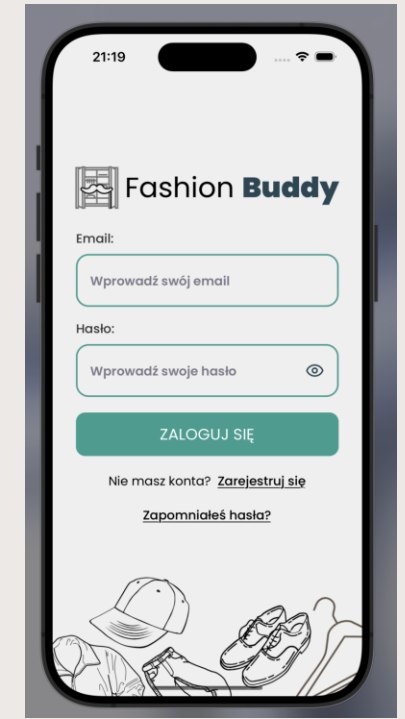 21:19
Fashion Buddy
Email:
Wprowadź swój email
Hasło:
Wprowadź swoje hasło
ZALOGUJ SIĘ
Nie masz konta? Zarejestruj się
Zapomniałeś hasła?